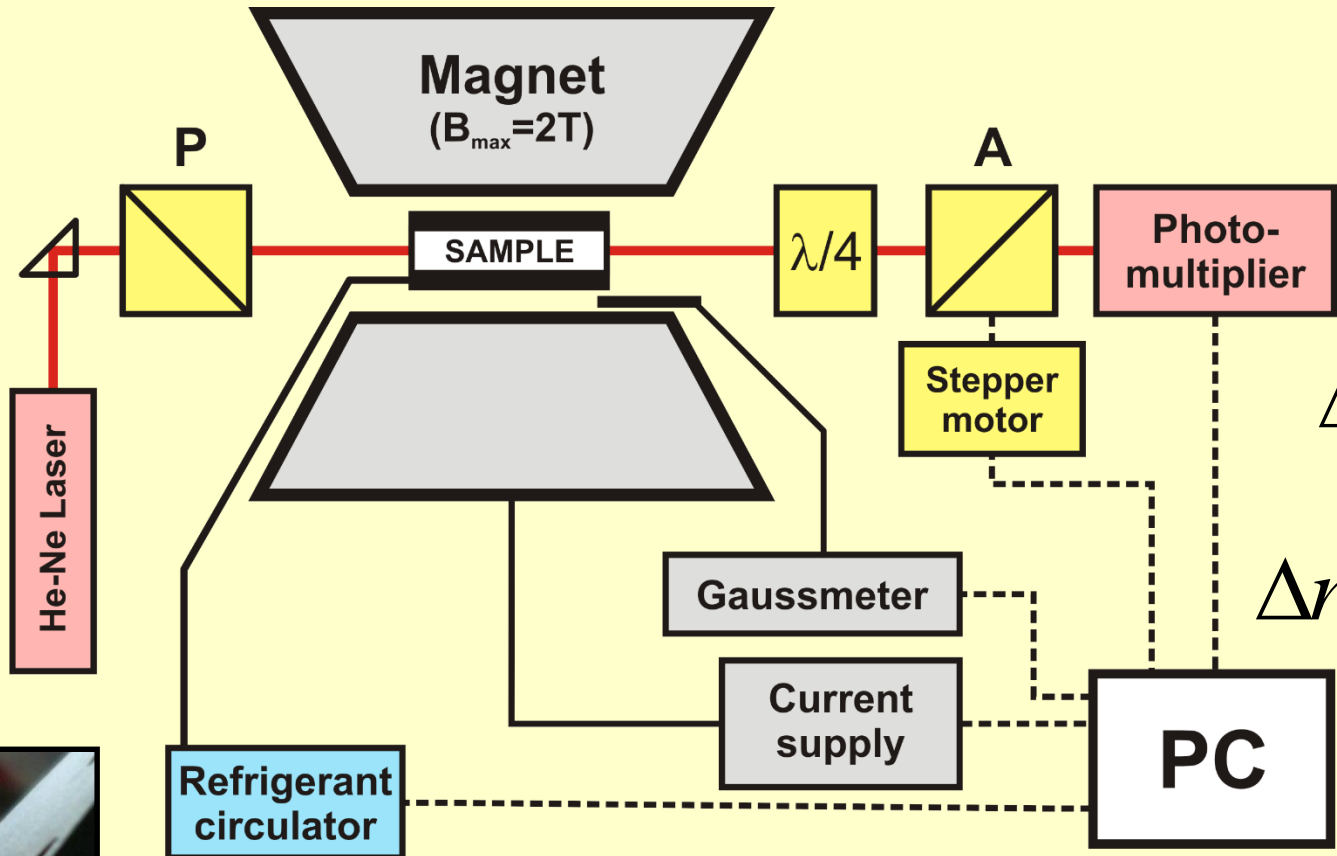 Magnet
(Bmax=2T)
P
A
SAMPLE
λ/4
Photo-
multiplier
Stepper
motor
He-Ne Laser
Δ
Gaussmeter
Δ
Current
supply
PC
Refrigerant
circulator